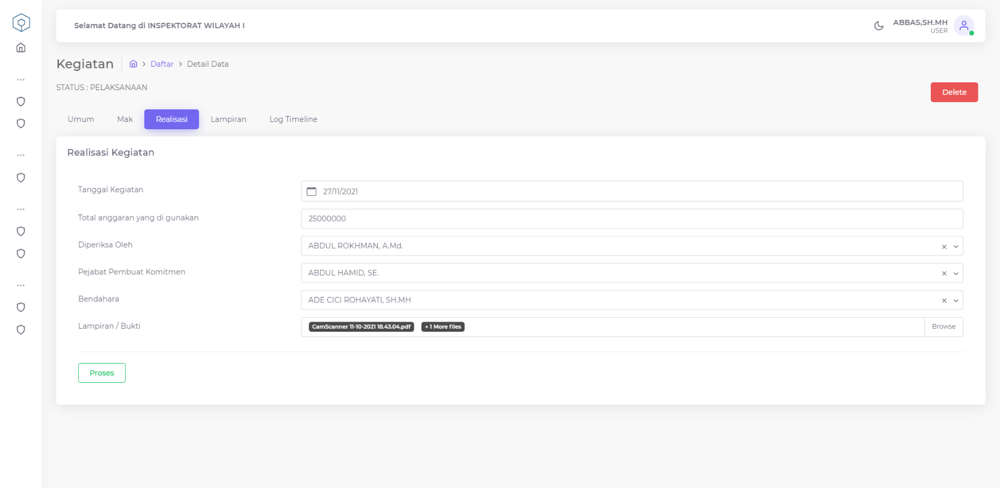 Selamat Datang di INSPEKTORAT WILAYAH I
ABBAS,SH.MH
USER
Kegiatan
Daftar
Detail Data
STATUS : PELAKSANAAN
Delete
Umum
Mak
Realisasi
Lampiran
Log Timeline
Realisasi Kegiatan
Tanggal Kegiatan
27/11/2021
Total anggaran yang di gunakan
25000000
Diperiksa Oleh
ABDUL ROKHMAN, A.Md.
Pejabat Pembuat Komitmen
ABDUL HAMID, SE.
Bendahara
ADE CICI ROHAYATI, SH.MH
Lampiran / Bukti
CamScanner 11-10-2021 18.43.04.pdf
+ 1 More files
Browse
Proses